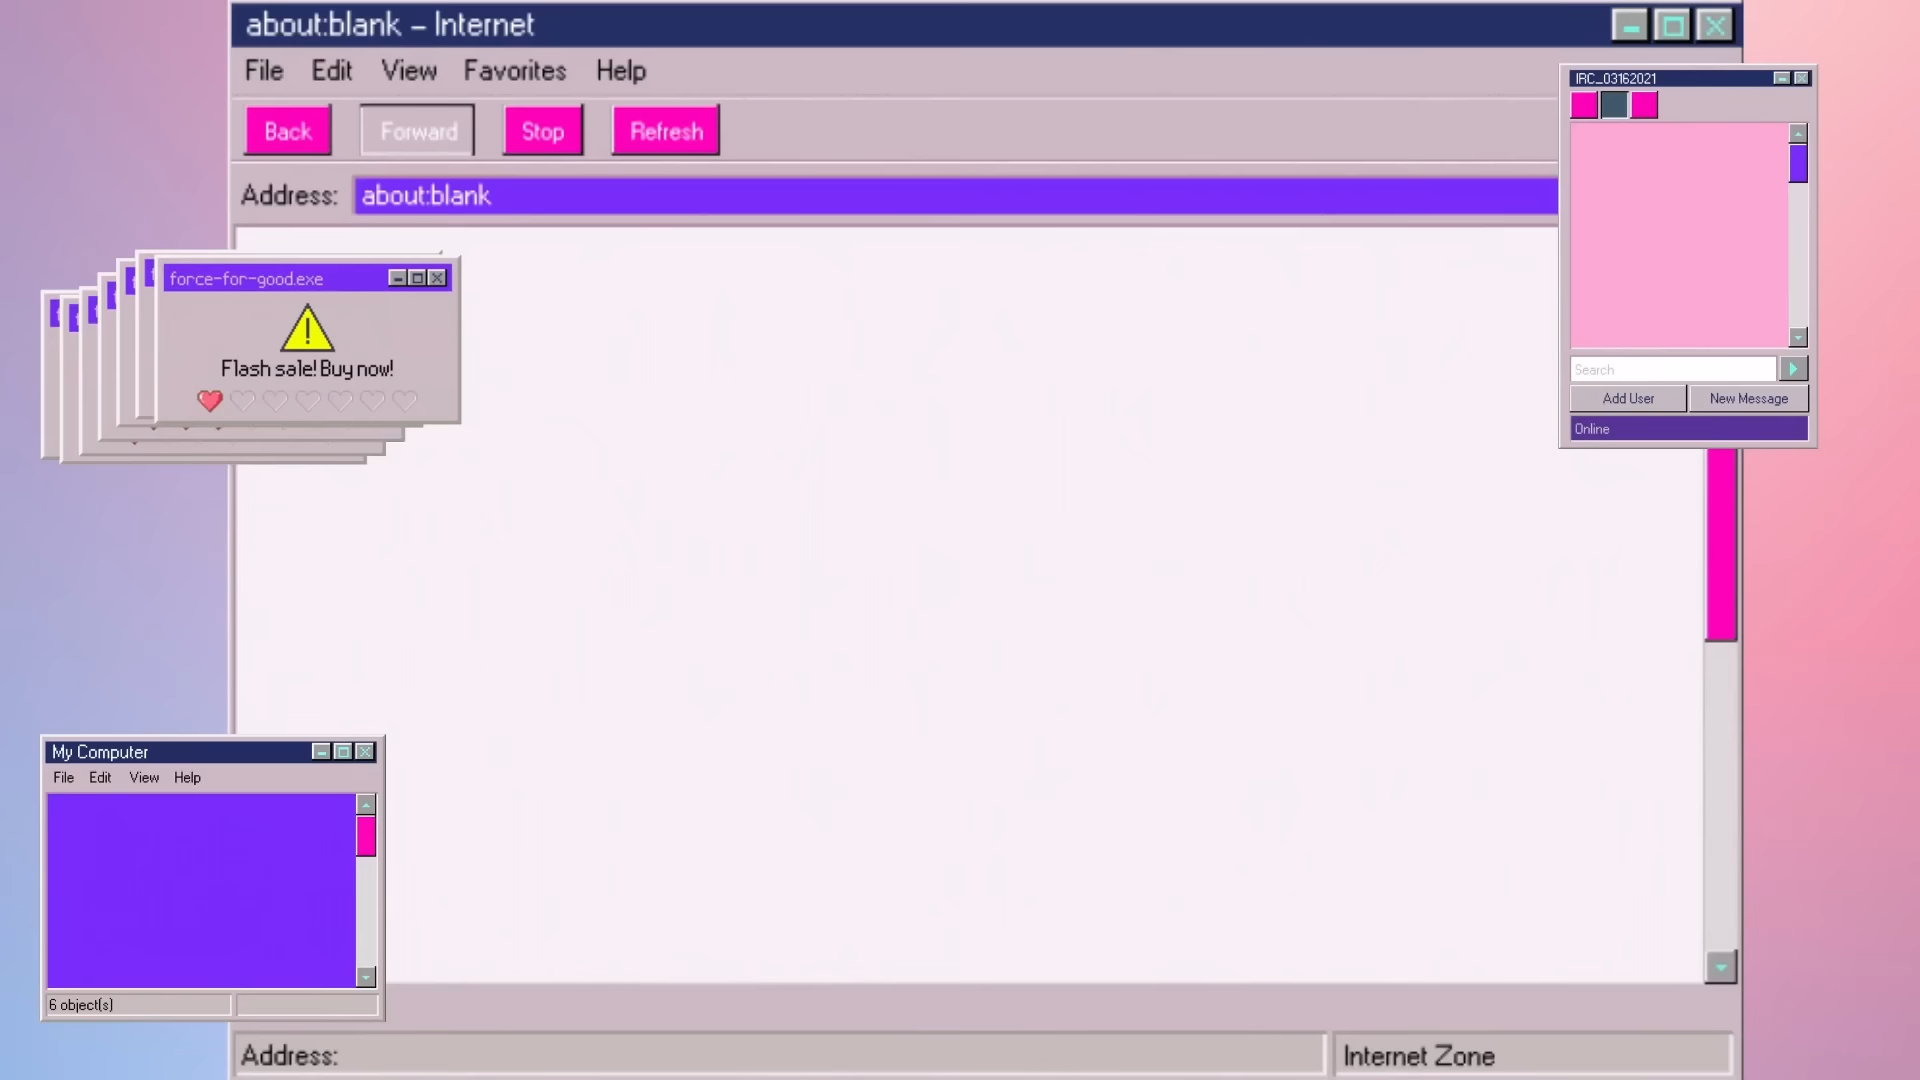 about:blank – Internet
File Edit View Favorites Help
Back Forward Stop Refresh
Address: about:blank
IRC_03162021
Search
Add User New Message
Online
force-for-good.exe
!
Flash sale! Buy now!
My Computer
File Edit View Help
6 object(s)
Address:
Internet Zone